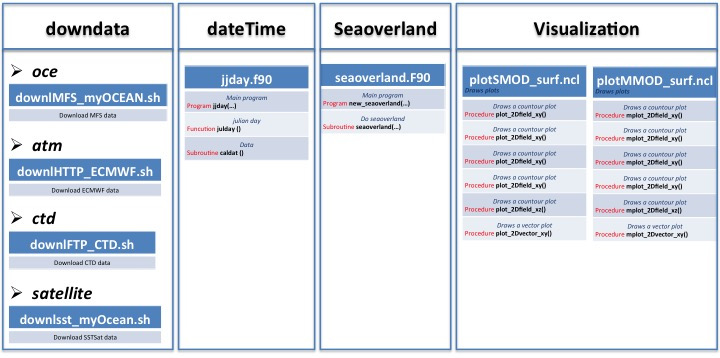 downdata
oce
downlMFS_myOCEAN.sh
Download MFS data
atm
downlHTTP_ECMWF.sh
Download ECMWF data
ctd
downlFTP_CTD.sh
Download CTD data
satellite
downlsst_myOcean.sh
Download SSTSat data
dateTime
jjday.f90
Main program
Program jjday(...)
julian day
Funcution julday ()
Data
Subroutine caldat ()
Seaoverland
seaoverland.F90
Main program
Program new_seaoverland(...)
Do seaoverland
Subroutine seaoverland(...)
Visualization
plotSMOD_surf.ncl
Draws plots
Draws a countour plot
Procedure plot_2Dfield_xy()
Draws a countour plot
Procedure plot_2Dfield_xy()
Draws a countour plot
Procedure plot_2Dfield_xy()
Draws a countour plot
Procedure plot_2Dfield_xy()
Draws a countour plot
Procedure plot_2Dfield_xz()
Draws a vector plot
Procedure plot_2Dvector_xy()
plotMMOD_surf.ncl
Draws plots
Draws a countour plot
Procedure mplot_2Dfield_xy()
Draws a countour plot
Procedure mplot_2Dfield_xy()
Draws a countour plot
Procedure mplot_2Dfield_xy()
Draws a countour plot
Procedure mplot_2Dfield_xy()
Draws a countour plot
Procedure mplot_2Dfield_xz()
Draws a vector plot
Procedure mplot_2Dvector_xy()